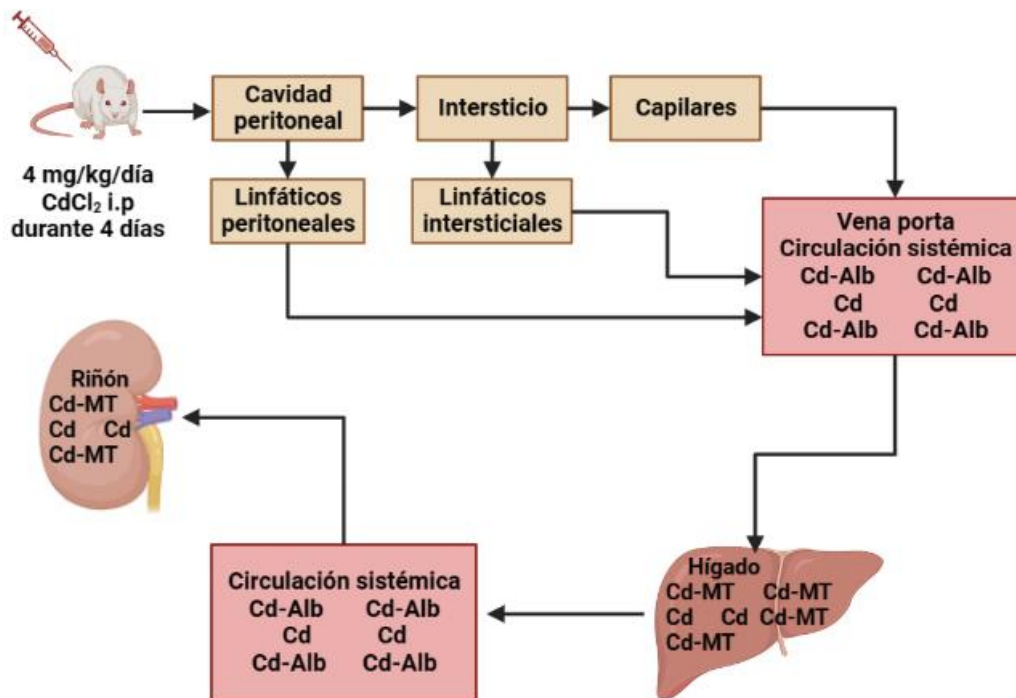 4 mg/kg/día
CdCl₂ i.p
durante 4 días
Cavidad
peritoneal
Intersticio
Capilares
Linfáticos
peritoneales
Linfáticos
intersticiales
Vena porta
Circulación sistémica
Cd-Alb Cd-Alb
Cd Cd
Cd-Alb Cd-Alb
Hígado
Cd-MT Cd-MT
Cd Cd Cd-MT
Cd-MT
Circulación sistémica
Cd-Alb Cd-Alb
Cd Cd
Cd-Alb Cd-Alb
Riñón
Cd-MT
Cd Cd
Cd-MT